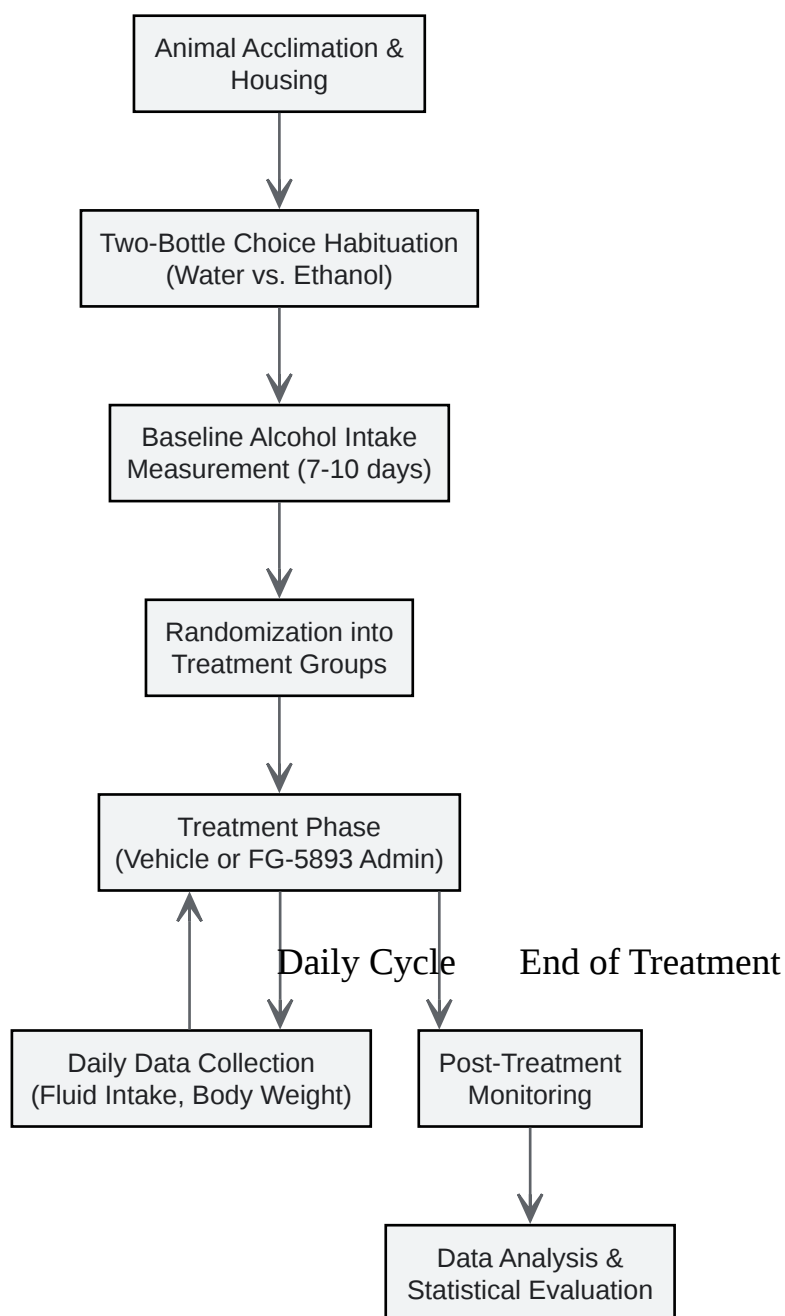 Animal Acclimation &
Housing
Two-Bottle Choice Habituation
(Water vs. Ethanol)
Baseline Alcohol Intake
Measurement (7-10 days)
Randomization into
Treatment Groups
Treatment Phase
(Vehicle or FG-5893 Admin)
Daily Cycle
End of Treatment
Daily Data Collection
(Fluid Intake, Body Weight)
Post-Treatment
Monitoring
Data Analysis &
Statistical Evaluation